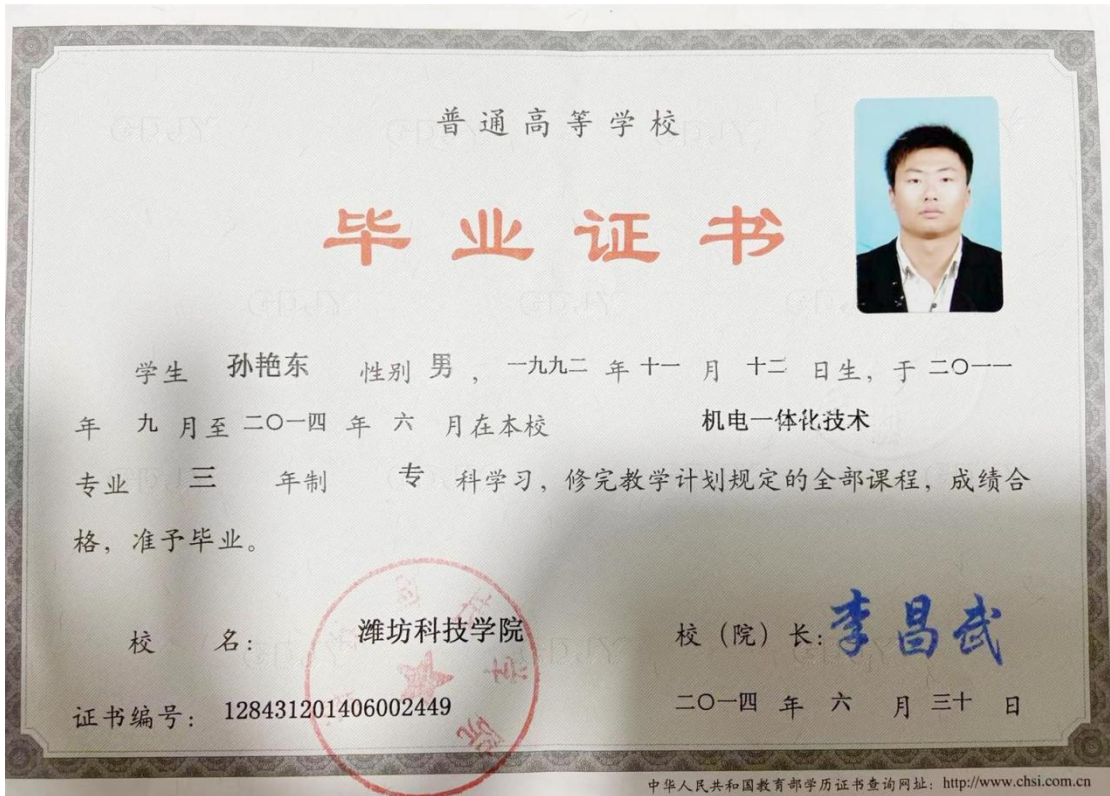 普通高等学校
毕业证书
学生 孙艳东 性别 男 ，一九九二 年 十一 月 十二 日生，于 二〇一一
年 九 月至 二〇一四 年 六 月在本校 机电一体化技术
专业 三 年制 专 科学习，修完教学计划规定的全部课程，成绩合
格，准予毕业。
校 名： 潍坊科技学院
校（院）长：李昌武
证书编号： 128431201406002449
二〇一四 年 六 月 三十 日
中华人民共和国教育部学历证书查询网址：http://www.chsi.com.cn